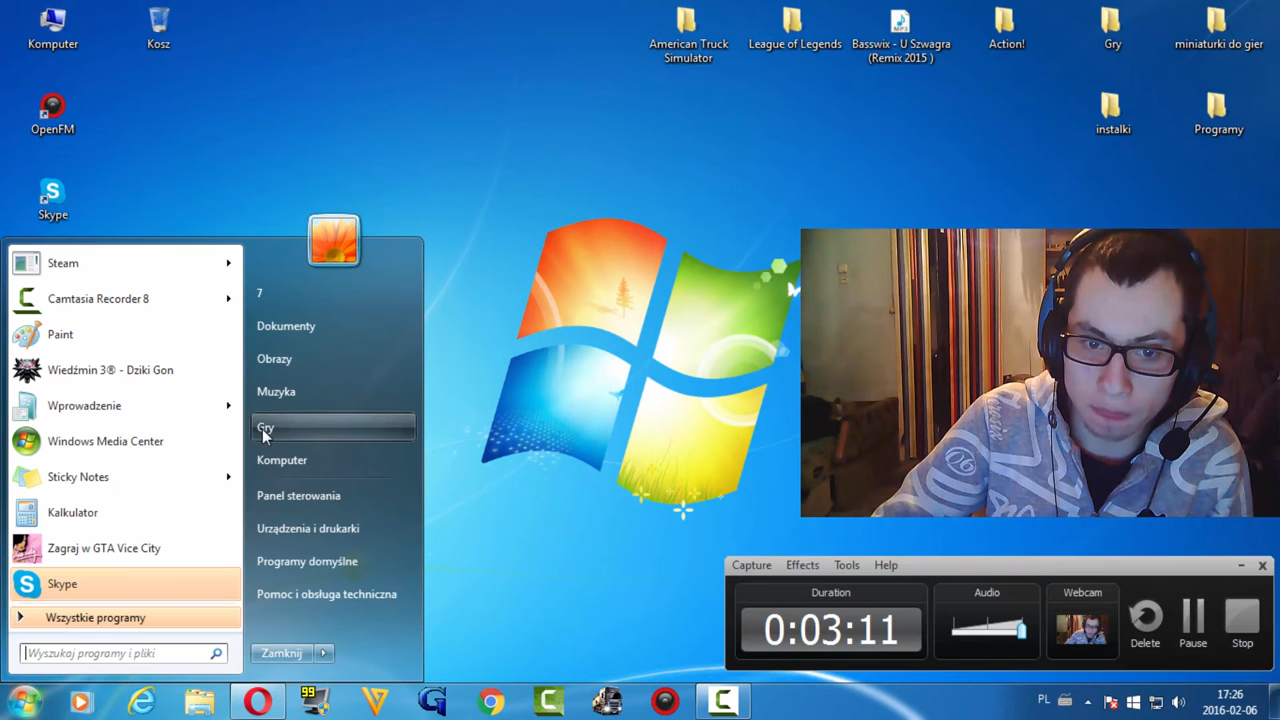 Komputer
Kosz
American Truck
Simulator
League of Legends
Basswix - U Szwagra
(Remix 2015 )
Action!
Gry
miniaturki do gier
OpenFM
instalki
Programy
Skype
Steam
Camtasia Recorder 8
Paint
Wiedźmin 3® - Dziki Gon
Wprowadzenie
Windows Media Center
Sticky Notes
Kalkulator
Zagraj w GTA Vice City
Skype
Wszystkie programy
Wyszukaj programy i pliki
7
Dokumenty
Obrazy
Muzyka
Gry
Komputer
Panel sterowania
Urządzenia i drukarki
Programy domyślne
Pomoc i obsługa techniczna
Zamknij
Capture Effects Tools Help
Duration
0:03:11
Audio
Webcam
Delete
Pause
Stop
99
PL
17:26
2016-02-06